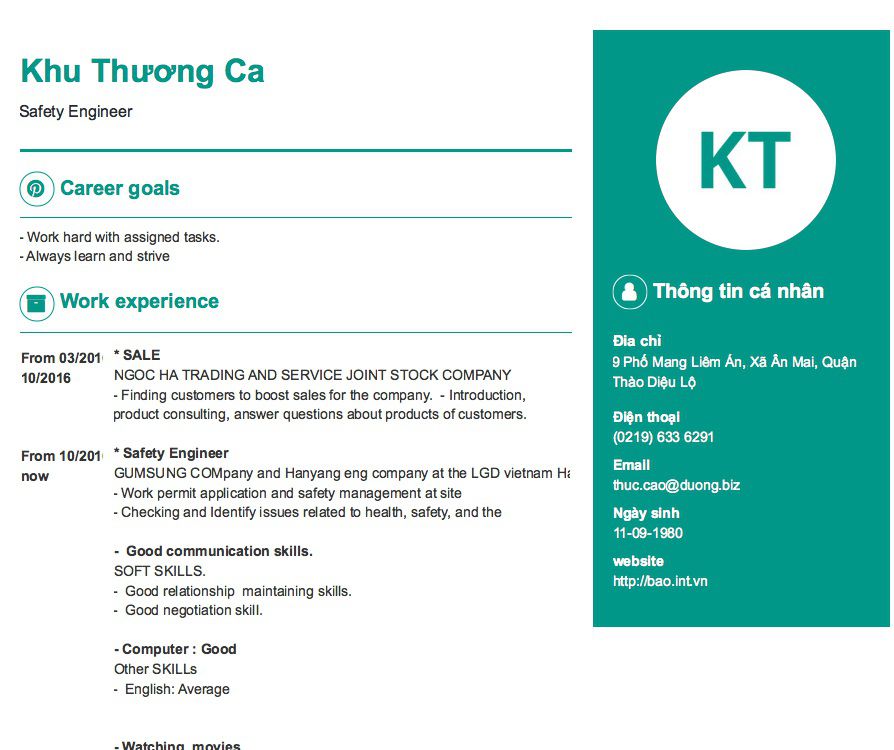 Khu Thương Ca
Safety Engineer
Career goals
- Work hard with assigned tasks.
- Always learn and strive
Work experience
From 03/201
10/2016
* SALE
NGOC HA TRADING AND SERVICE JOINT STOCK COMPANY
- Finding customers to boost sales for the company.  - Introduction,
product consulting, answer questions about products of customers.
From 10/201
now
* Safety Engineer
GUMSUNG COMpany and Hanyang eng company at the LGD vietnam
- Work permit application and safety management at site
- Checking and Identify issues related to health, safety, and the
-  Good communication skills.
SOFT SKILLS.
-  Good relationship  maintaining skills.
-  Good negotiation skill.
- Computer : Good
Other SKILLs
-  English: Average
- Watching  movies
KT
Thông tin cá nhân
Địa chỉ
9 Phố Mang Liêm Án, Xã Ân Mai, Quận
Thào Diệu Lộ
Điện thoại
(0219) 633 6291
Email
thuc.cao@duong.biz
Ngày sinh
11-09-1980
website
http://bao.int.vn